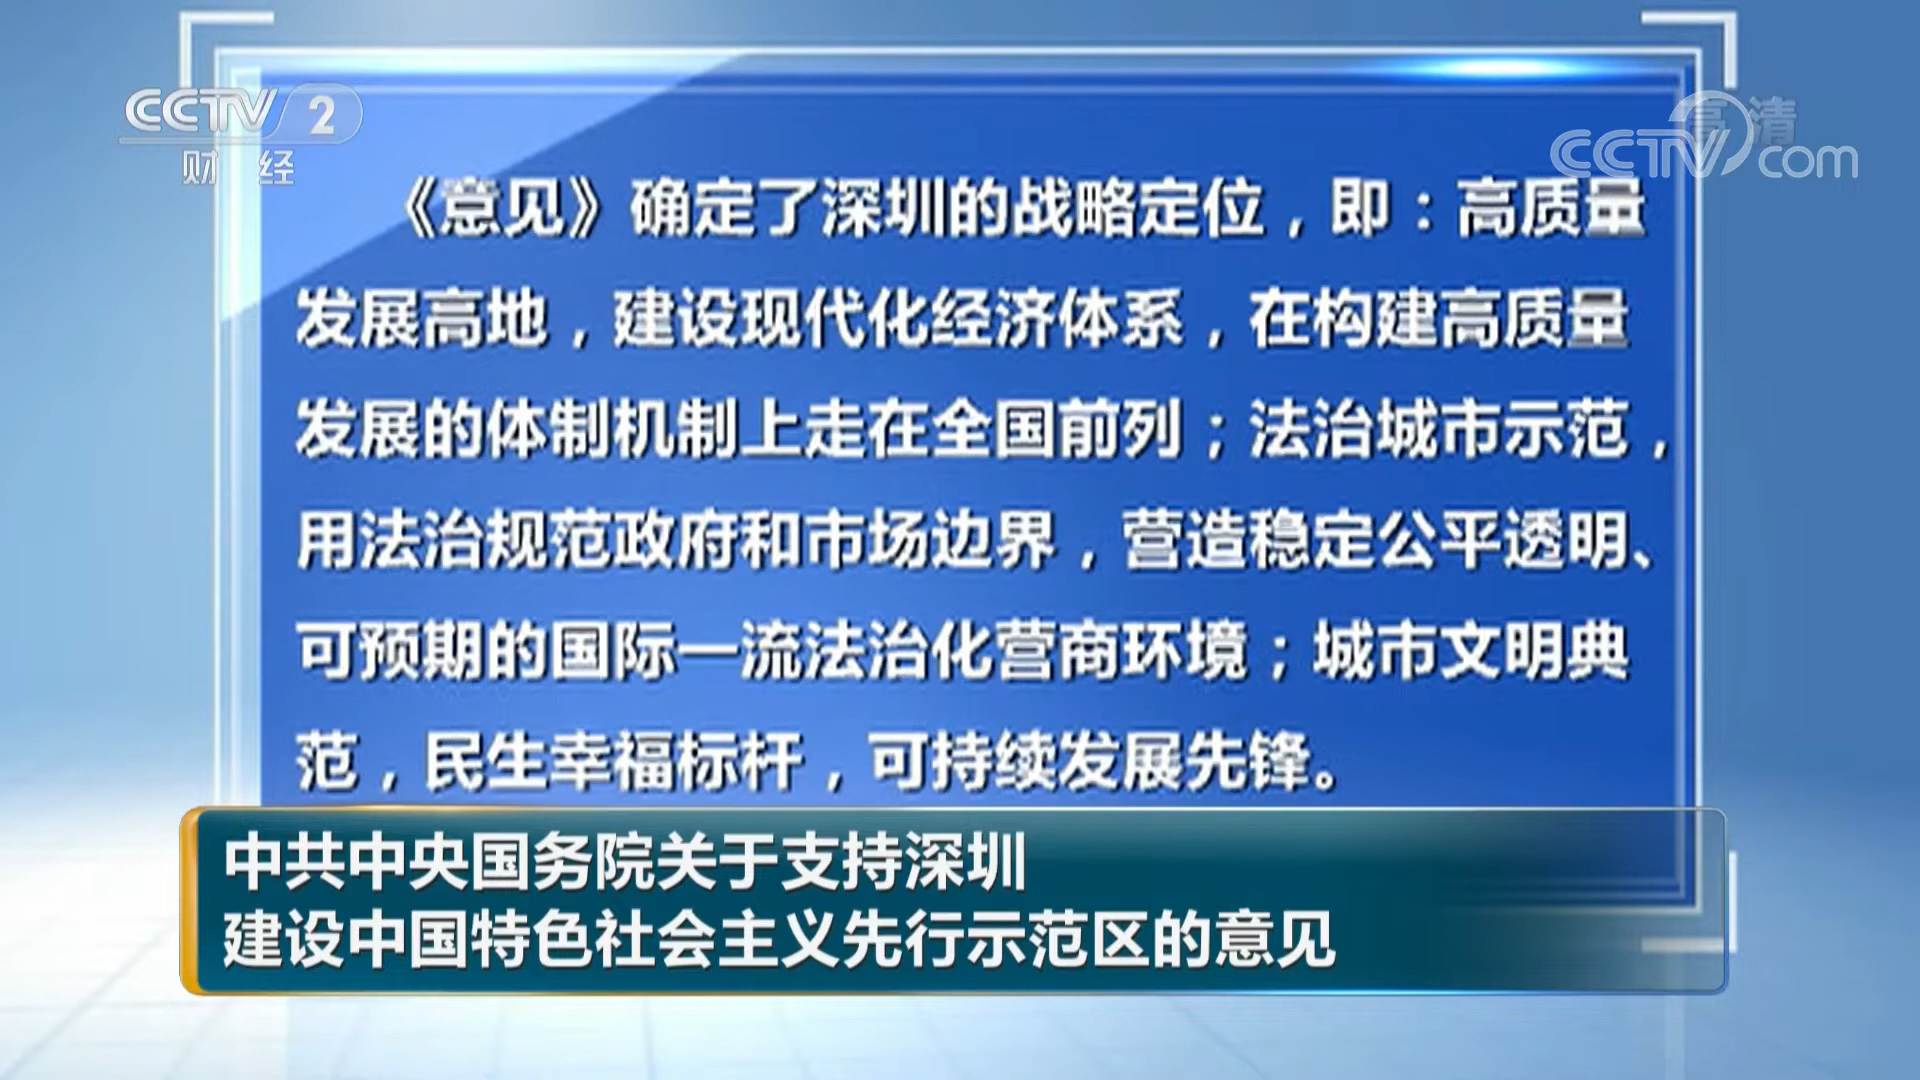 CCTV 2
财经
高清
CCTV com
《意见》确定了深圳的战略定位，即：高质量
发展高地，建设现代化经济体系，在构建高质量
发展的体制机制上走在全国前列；法治城市示范，
用法治规范政府和市场边界，营造稳定公平透明、
可预期的国际一流法治化营商环境；城市文明典
范，民生幸福标杆，可持续发展先锋。
中共中央国务院关于支持深圳
建设中国特色社会主义先行示范区的意见